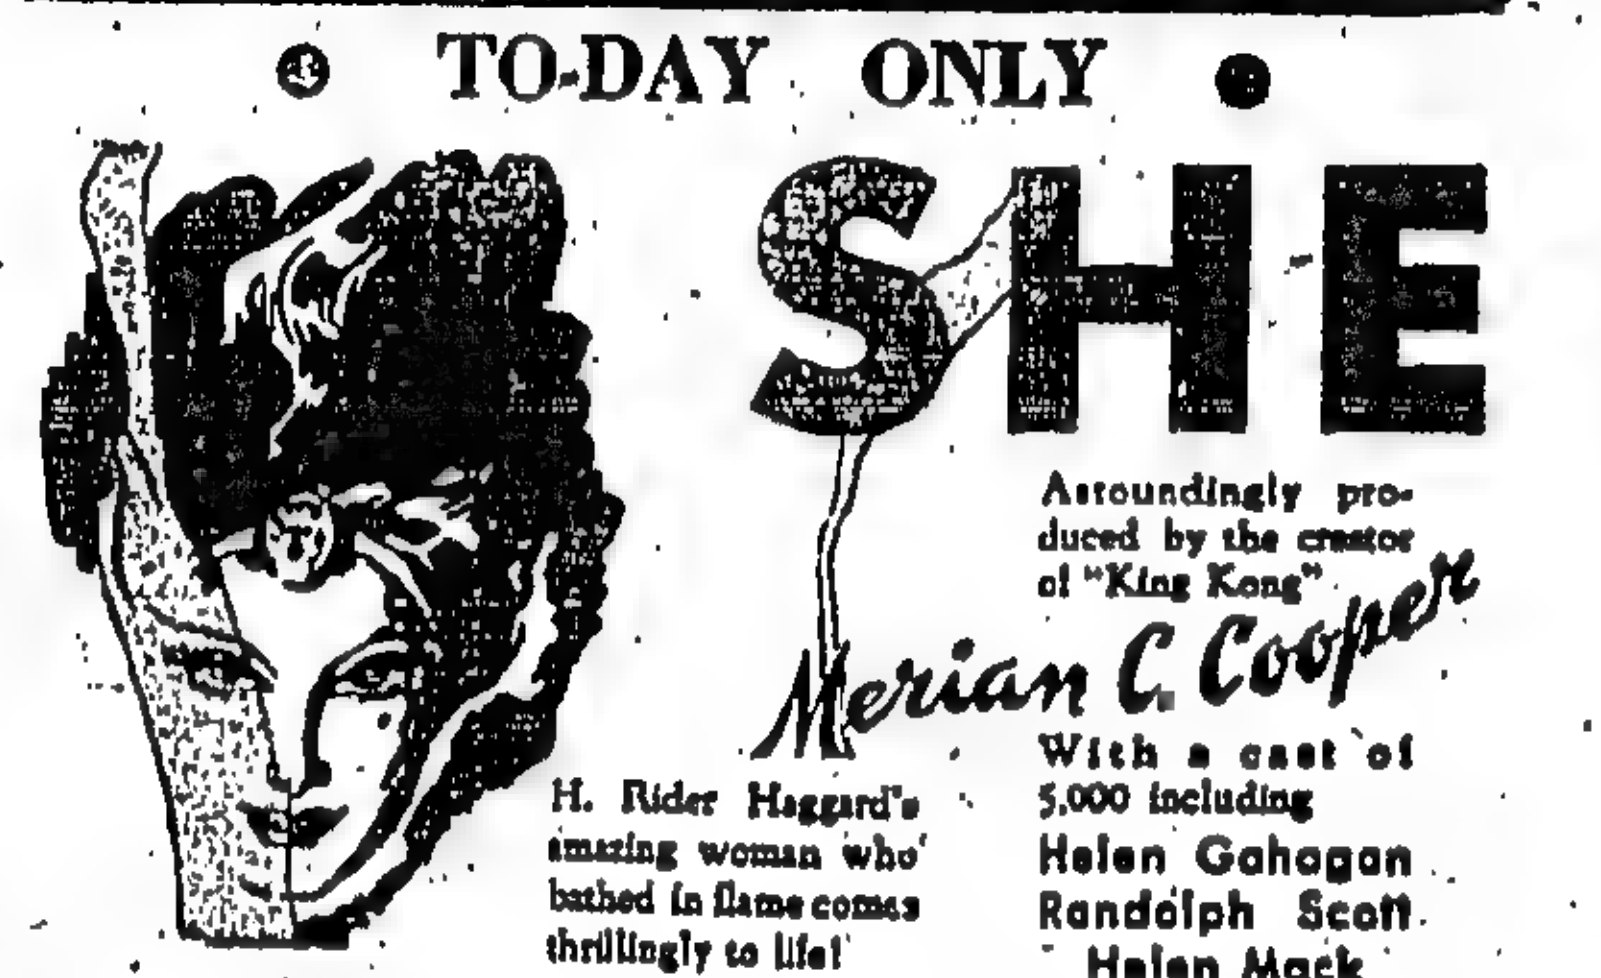 TO-DAY ONLY
SHE
Astoundingly pro-
duced by the creator
of "King Kong"
Merian C. Cooper
With a cast of
5,000 including
Helen Gahagan
Randolph Scott
Helen Mack
H. Rider Haggard's
amazing woman who
bathed in flame comes
thrillingly to life!